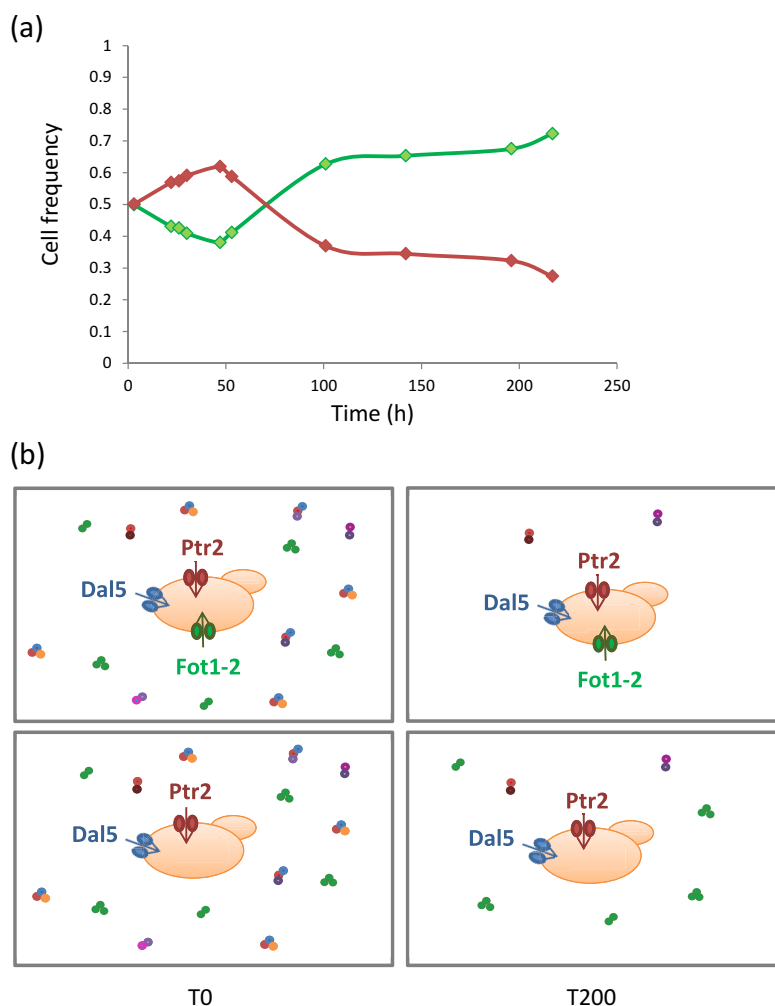 (a)
1
0.9
0.8
0.7
0.6
0.5
0.4
0.3
0.2
0.1
0
Cell frequency
0 50 100 150 200 250
Time (h)
(b)
Ptr2
Dal5
Fot1-2
Ptr2
Dal5
Fot1-2
Ptr2
Dal5
Ptr2
Dal5
T0 T200